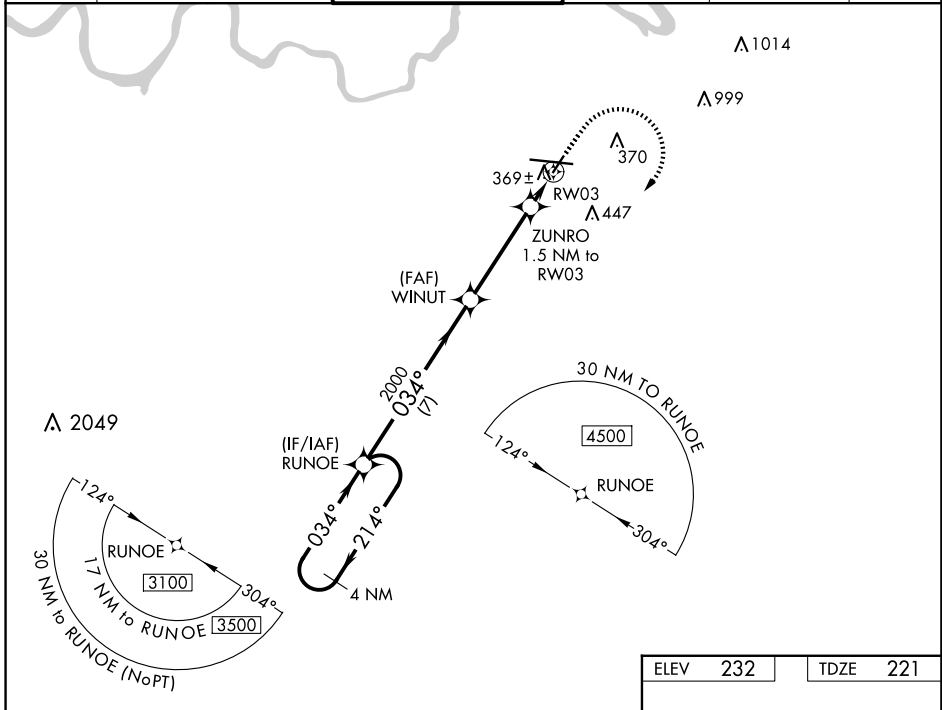 1014
999
370
369±
RW03
447
ZUNRO
1.5 NM to
RW03
(FAF)
WINUT
2000
034°
(7)
30 NM TO RUNOE
4500
124°
RUNOE
304°
2049
(IF/IAF)
RUNOE
034°
214°
4 NM
124°
RUNOE
3100
304°
17 NM to RUNOE
3500
30 NM to RUNOE (NoPT)
ELEV 232
TDZE 221